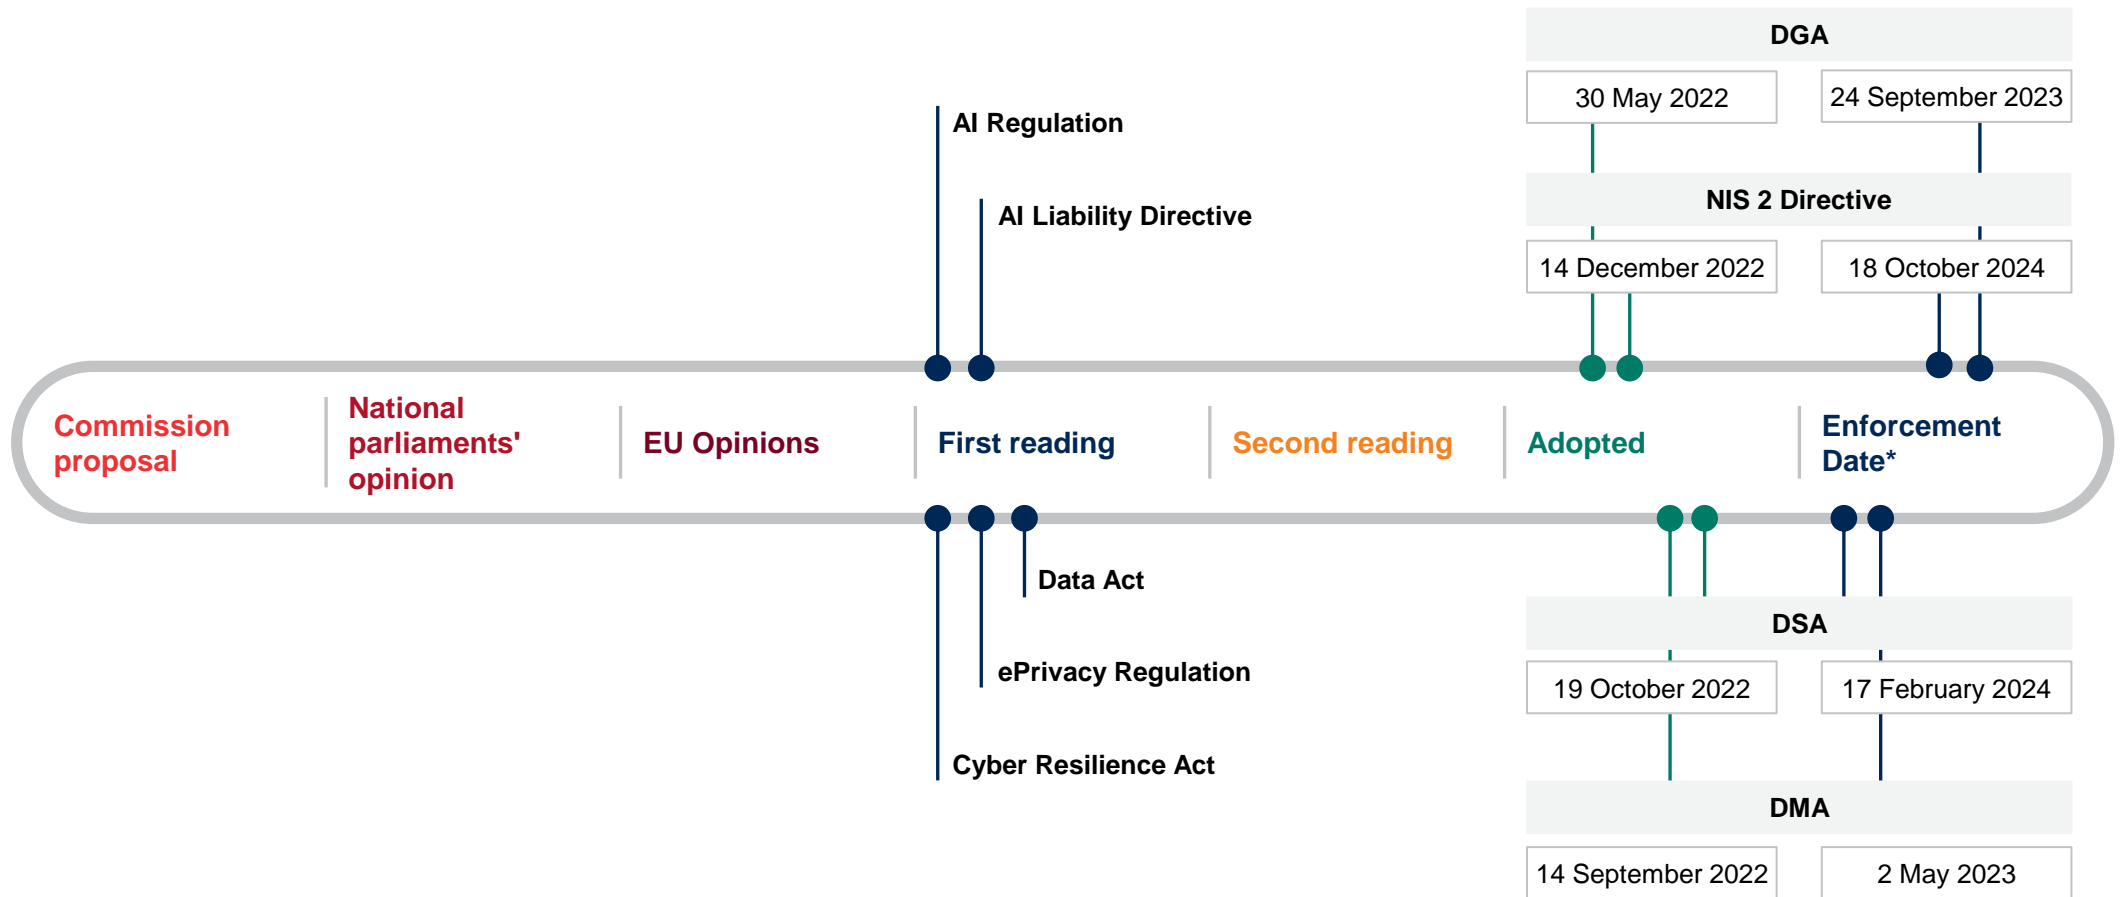 DGA
30 May 2022
24 September 2023
AI Regulation
NIS 2 Directive
AI Liability Directive
14 December 2022
18 October 2024
Commission
proposal
National
parliaments'
opinion
EU Opinions
First reading
Second reading
Adopted
Enforcement
Date*
Data Act
DSA
ePrivacy Regulation
19 October 2022
17 February 2024
Cyber Resilience Act
DMA
14 September 2022
2 May 2023